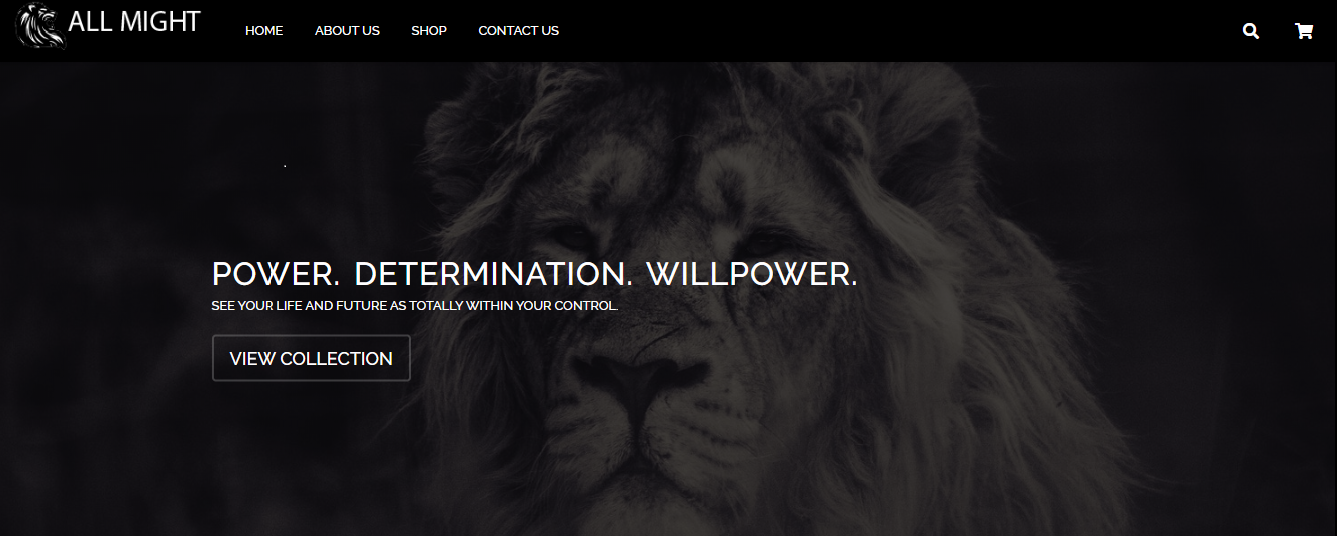 ALL MIGHT
HOME ABOUT US SHOP CONTACT US
POWER. DETERMINATION. WILLPOWER.
SEE YOUR LIFE AND FUTURE AS TOTALLY WITHIN YOUR CONTROL.
VIEW COLLECTION